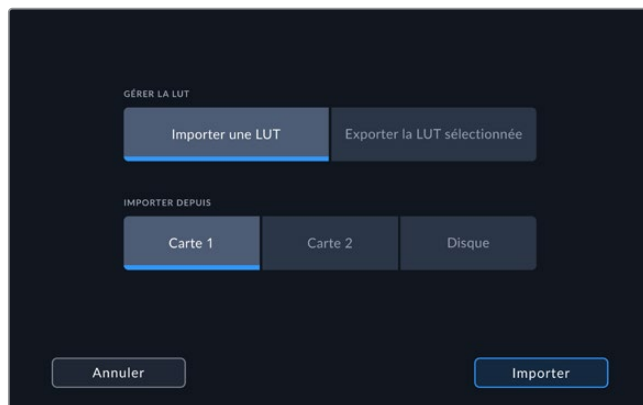 GÉRER LA LUT
Importer une LUT Exporter la LUT sélectionnée
IMPORTER DEPUIS
Carte 1 Carte 2 Disque
Annuler Importer